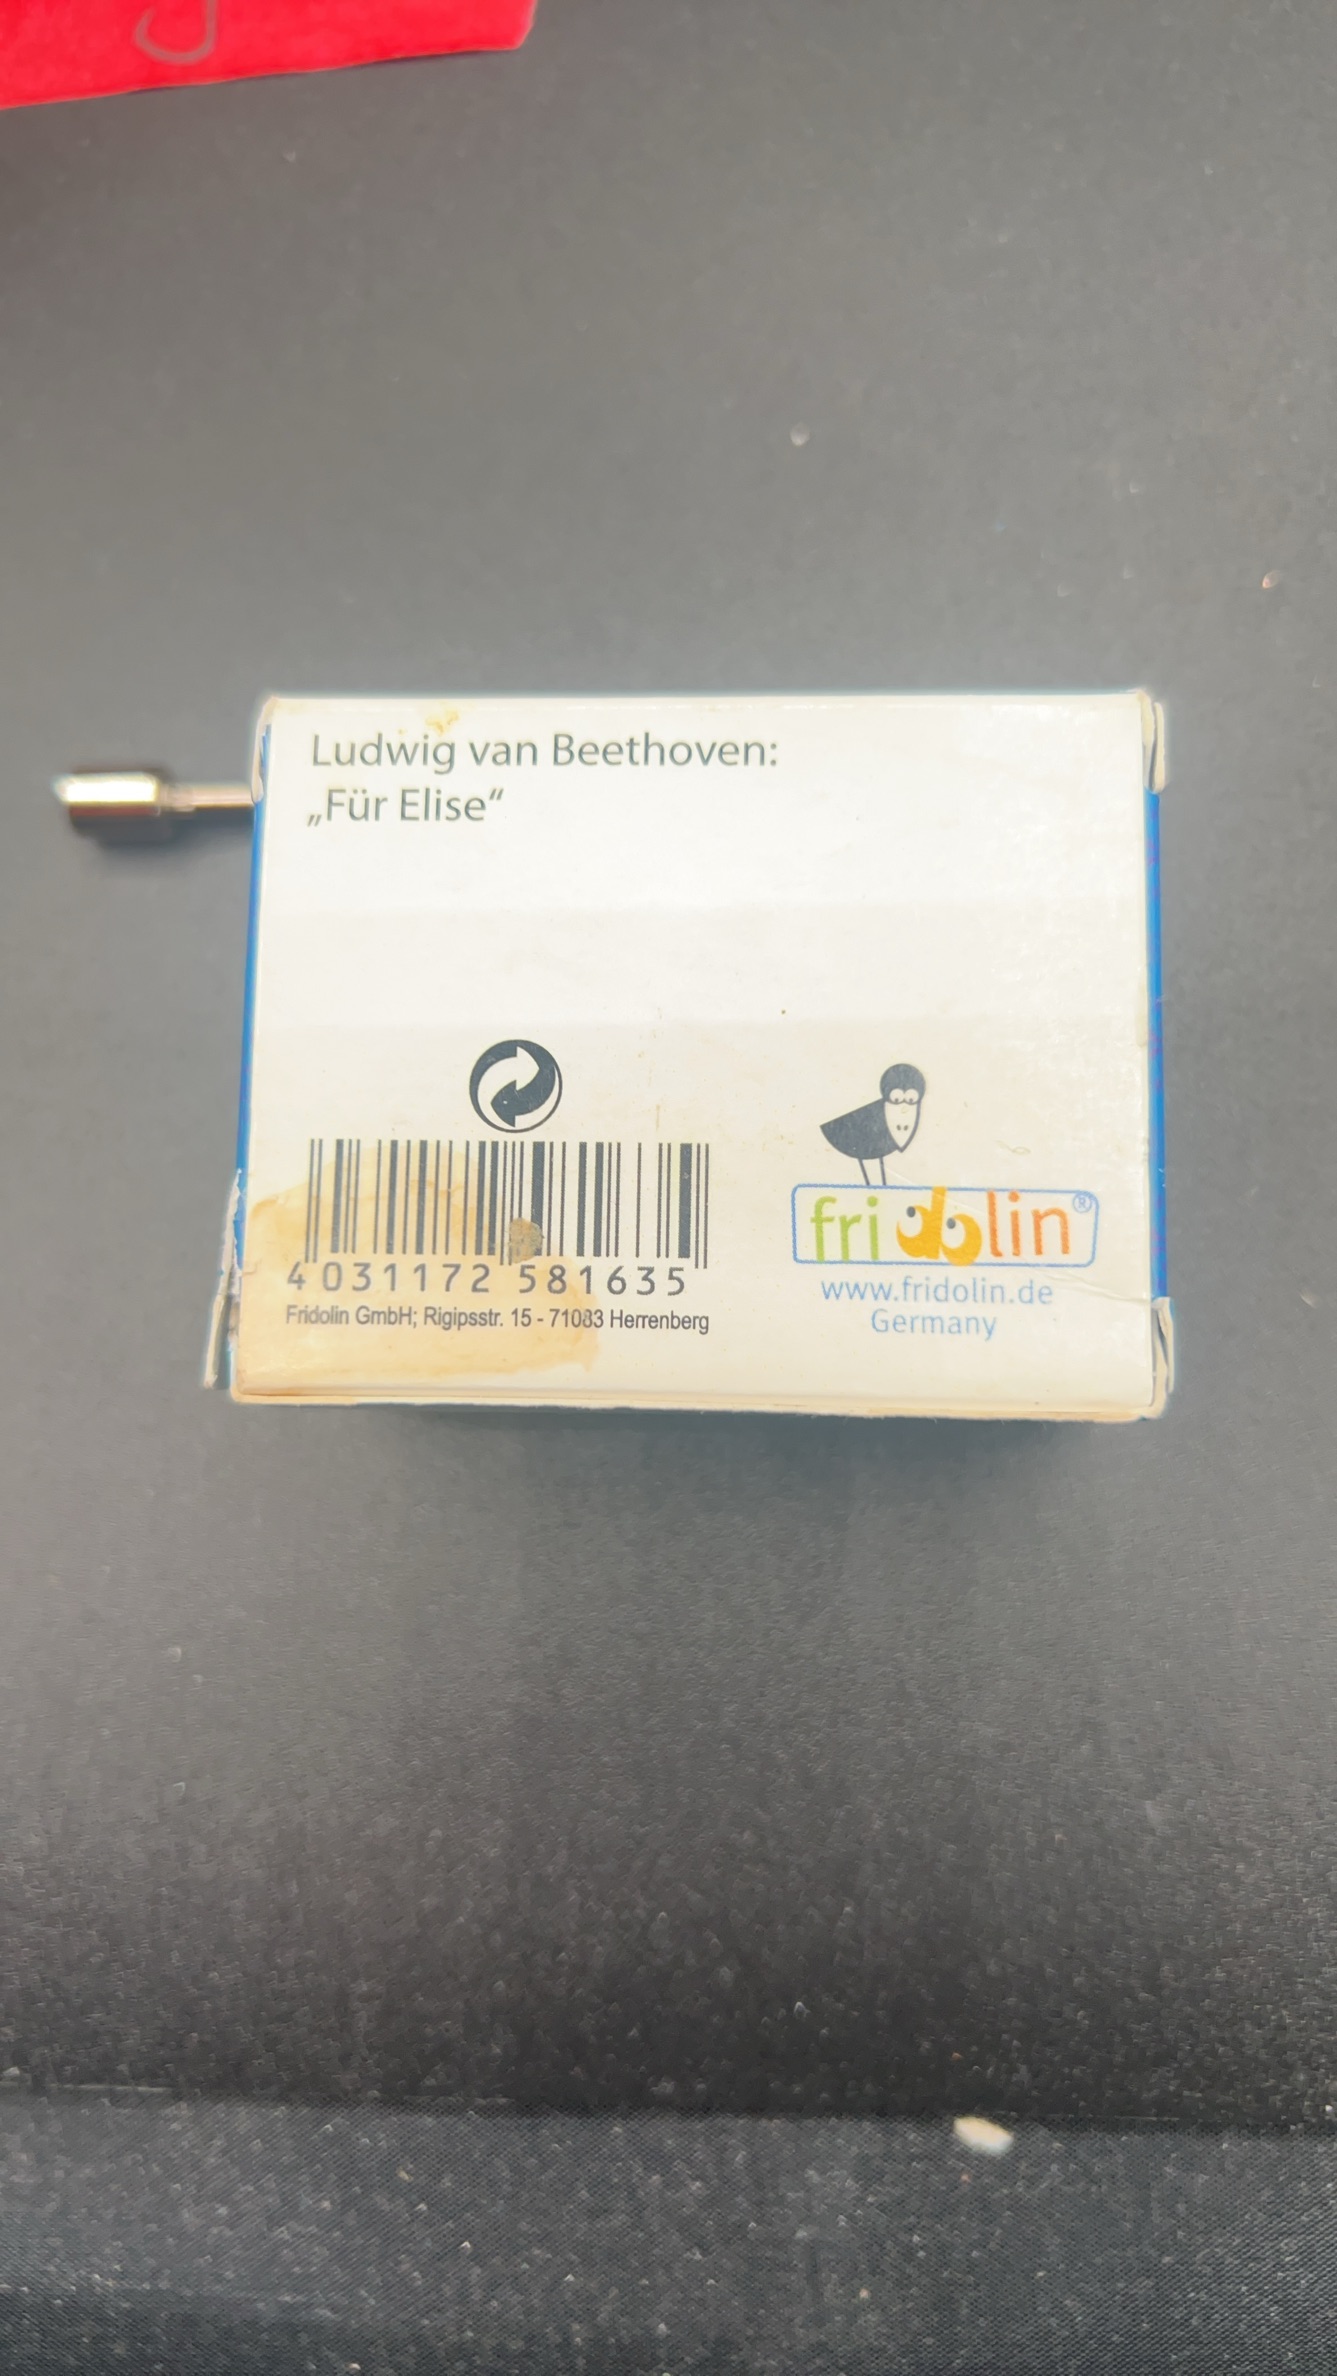 Ludwig van Beethoven:
„Für Elise“
4 031172 581635
Fridolin GmbH; Rigipsstr. 15 - 71083 Herrenberg
fridolin®
www.fridolin.de
Germany